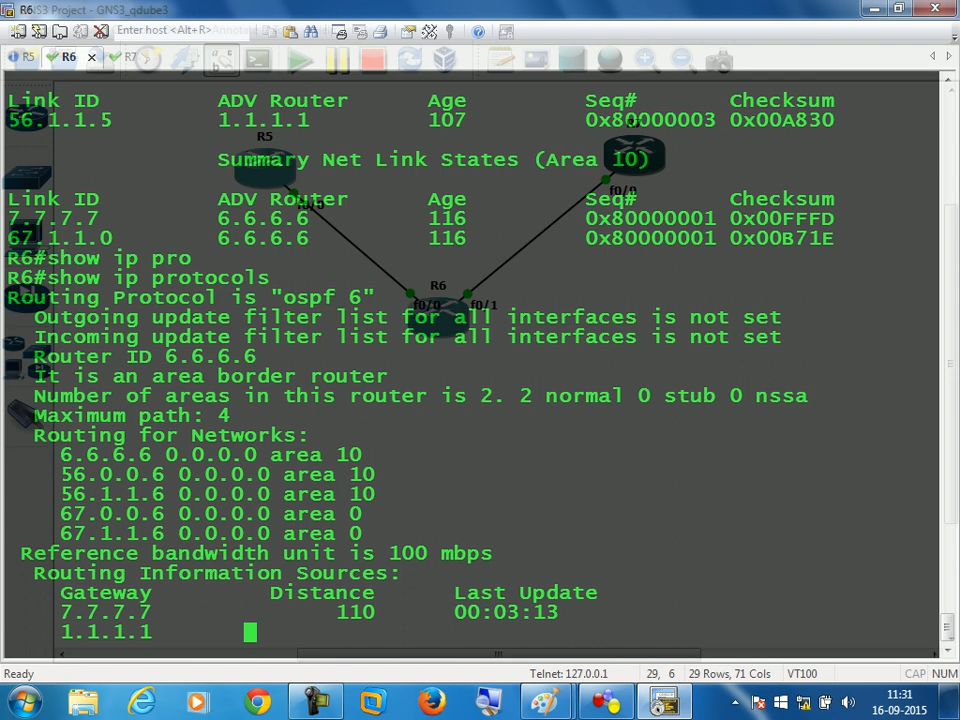 R6 S3 Project - GNS3_qdube3
Enter host <Alt+R> Annotat
R5 R6 R7
Link ID ADV Router Age Seq# Checksum
56.1.1.5 1.1.1.1 107 0x80000003 0x00A830
R5
Summary Net Link States (Area 10)
f0/0 f0/0
Link ID ADV Router Age Seq# Checksum
7.7.7.7 6.6.6.6 116 0x80000001 0x00FFFD
67.1.1.0 6.6.6.6 116 0x80000001 0x00B71E
R6#show ip pro
R6#show ip protocols
R6
Routing Protocol is "ospf 6"
f0/0 f0/1
Outgoing update filter list for all interfaces is not set
Incoming update filter list for all interfaces is not set
Router ID 6.6.6.6
It is an area border router
Number of areas in this router is 2. 2 normal 0 stub 0 nssa
Maximum path: 4
Routing for Networks:
6.6.6.6 0.0.0.0 area 10
56.0.0.6 0.0.0.0 area 10
56.1.1.6 0.0.0.0 area 10
67.0.0.6 0.0.0.0 area 0
67.1.1.6 0.0.0.0 area 0
Reference bandwidth unit is 100 mbps
Routing Information Sources:
Gateway Distance Last Update
7.7.7.7 110 00:03:13
1.1.1.1
Ready Telnet: 127.0.0.1 29, 6 29 Rows, 71 Cols VT100 CAP NUM
11:31
16-09-2015